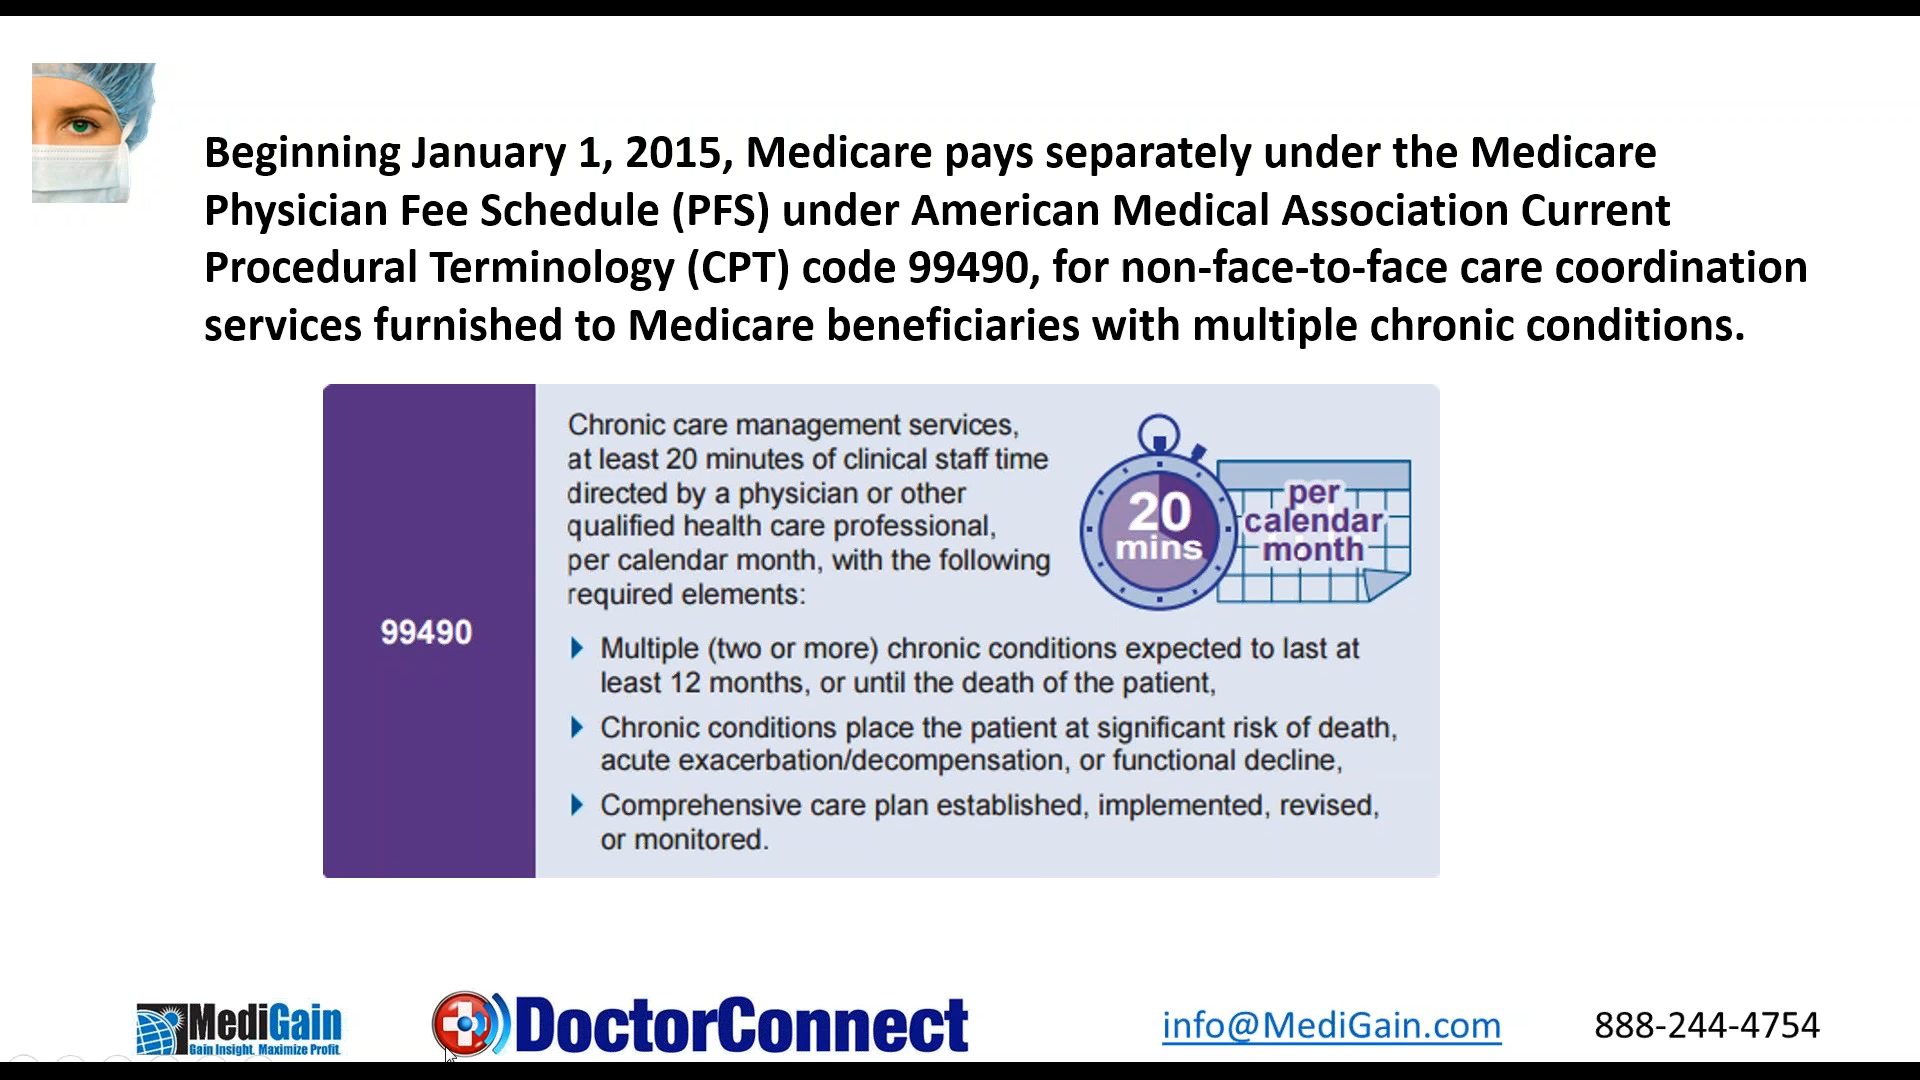 Beginning January 1, 2015, Medicare pays separately under the Medicare
Physician Fee Schedule (PFS) under American Medical Association Current
Procedural Terminology (CPT) code 99490, for non-face-to-face care coordination
services furnished to Medicare beneficiaries with multiple chronic conditions.
99490
Chronic care management services,
at least 20 minutes of clinical staff time
directed by a physician or other
qualified health care professional,
per calendar month, with the following
required elements:
20
mins
per
calendar
month
Multiple (two or more) chronic conditions expected to last at
least 12 months, or until the death of the patient,
Chronic conditions place the patient at significant risk of death,
acute exacerbation/decompensation, or functional decline,
Comprehensive care plan established, implemented, revised,
or monitored.
MediGain
Gain Insight. Maximize Profit.
DoctorConnect
info@MediGain.com
888-244-4754